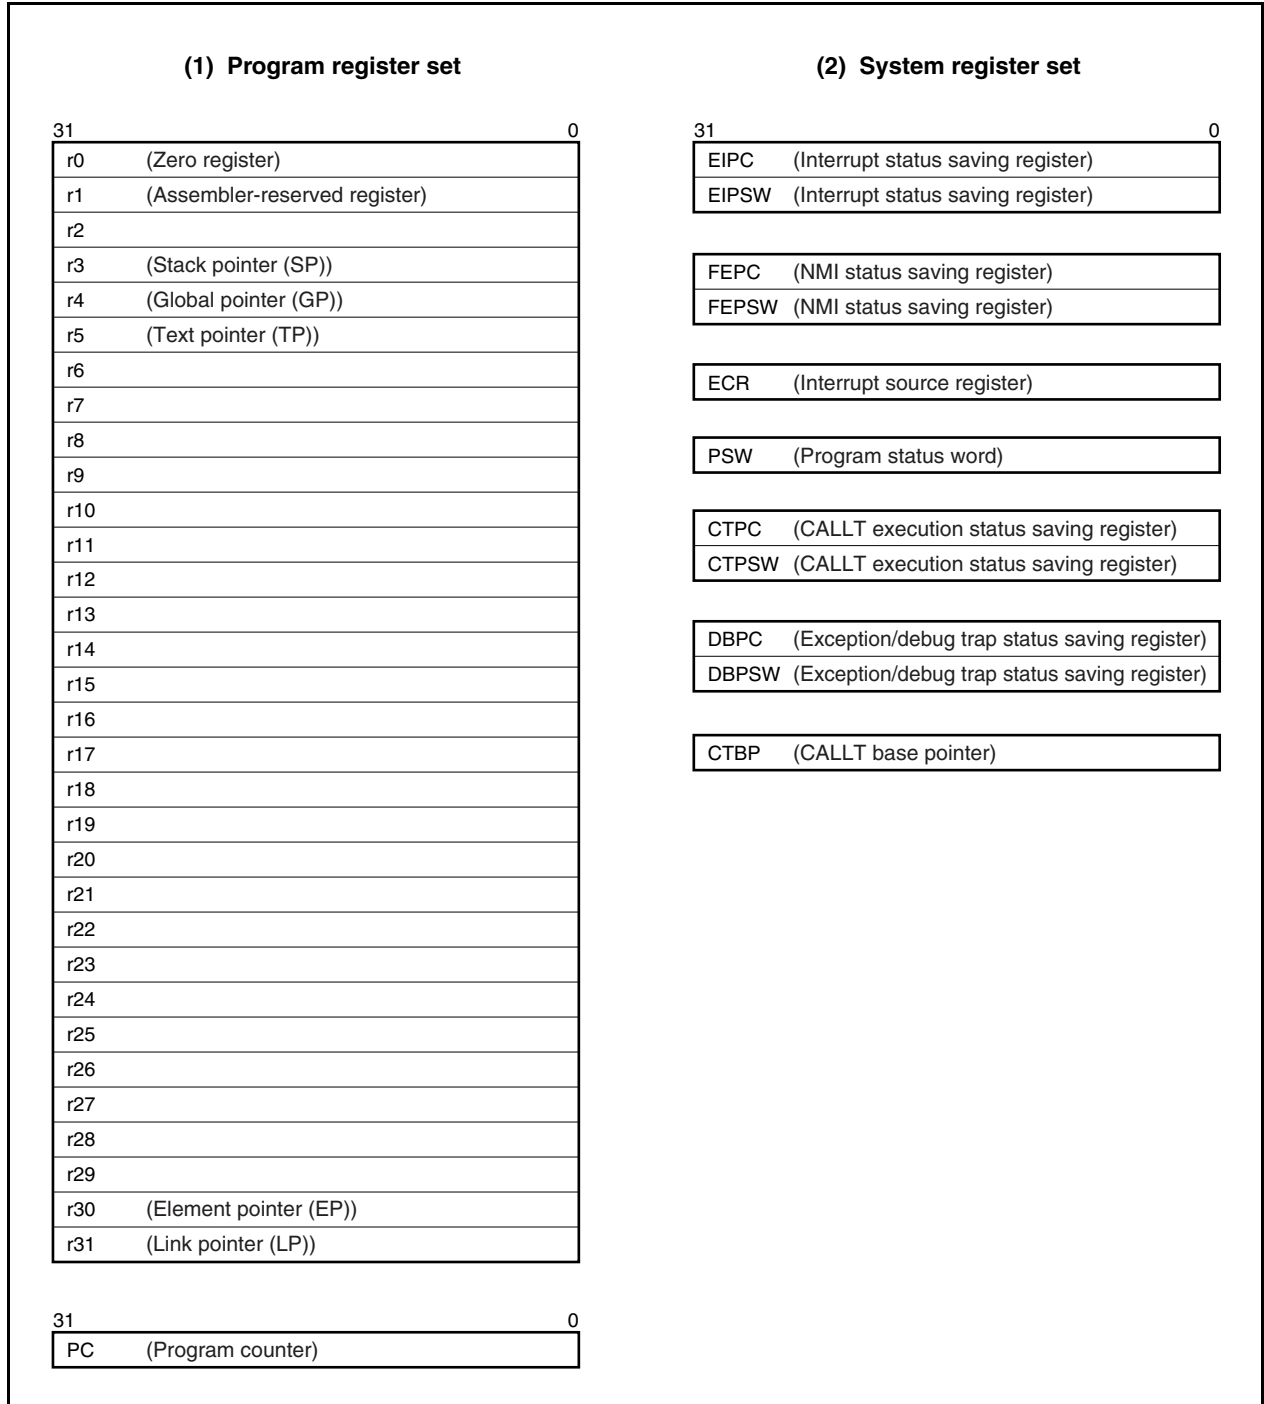 (1) Program register set
31 0
r0 (Zero register)
r1 (Assembler-reserved register)
r2
r3 (Stack pointer (SP))
r4 (Global pointer (GP))
r5 (Text pointer (TP))
r6
r7
r8
r9
r10
r11
r12
r13
r14
r15
r16
r17
r18
r19
r20
r21
r22
r23
r24
r25
r26
r27
r28
r29
r30 (Element pointer (EP))
r31 (Link pointer (LP))
31 0
PC (Program counter)
(2) System register set
31 0
EIPC (Interrupt status saving register)
EIPSW (Interrupt status saving register)
FEPC (NMI status saving register)
FEPSW (NMI status saving register)
ECR (Interrupt source register)
PSW (Program status word)
CTPC (CALLT execution status saving register)
CTPSW (CALLT execution status saving register)
DBPC (Exception/debug trap status saving register)
DBPSW (Exception/debug trap status saving register)
CTBP (CALLT base pointer)